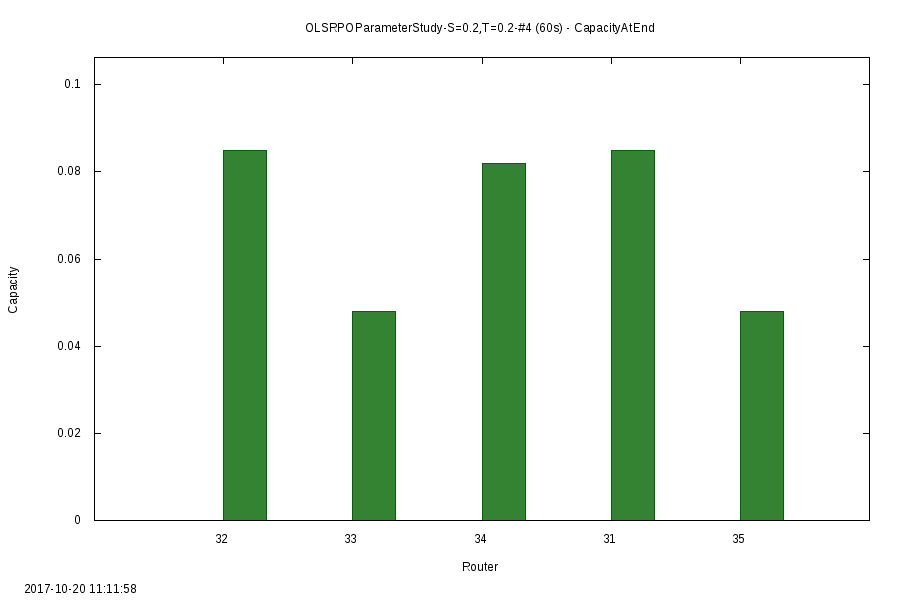 OLSRPOParameterStudy-S=0.2,T=0.2-#4 (60s) - CapacityAtEnd
0.1
0.08
0.06
0.04
0.02
0
Capacity
32 33 34 31 35
Router
2017-10-20 11:11:58